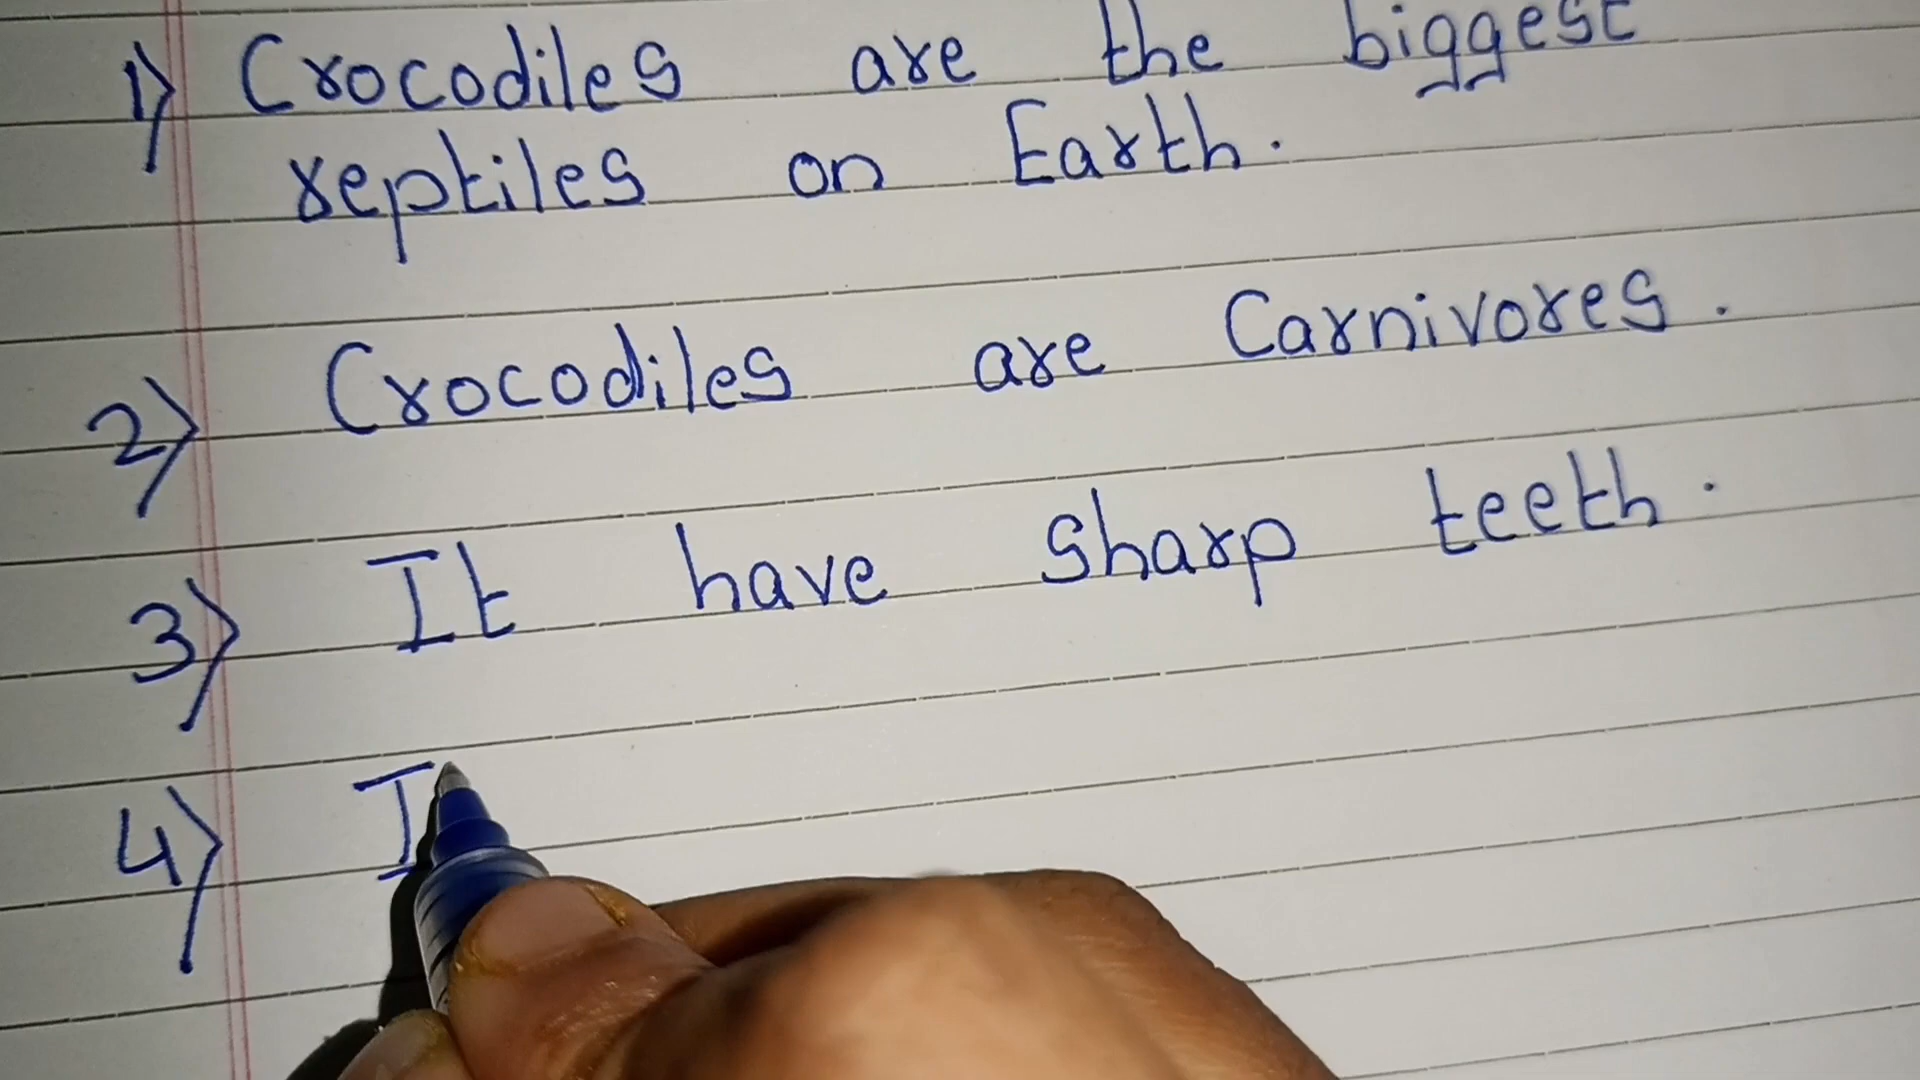 1) Crocodiles are the biggest
reptiles on Earth.
2) Crocodiles are Carnivores.
3) It have sharp teeth.
4) I